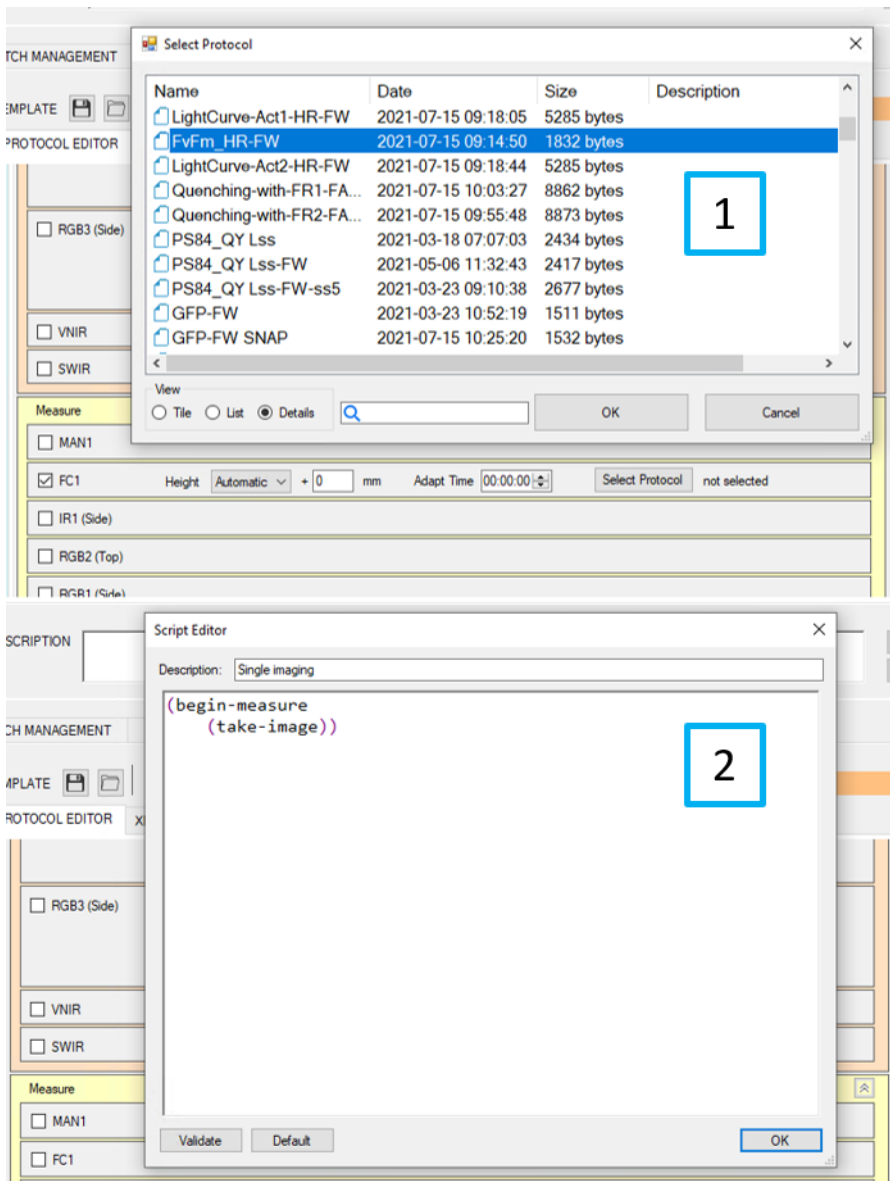 TCH MANAGEMENT
Select Protocol
EMPLATE
PROTOCOL EDITOR
Name Date Size Description
LightCurve-Act1-HR-FW 2021-07-15 09:18:05 5285 bytes
FvFm_HR-FW 2021-07-15 09:14:50 1832 bytes
LightCurve-Act2-HR-FW 2021-07-15 09:18:44 5285 bytes
Quenching-with-FR1-FA... 2021-07-15 10:03:27 8862 bytes
Quenching-with-FR2-FA... 2021-07-15 09:55:48 8873 bytes
PS84_QY Lss 2021-03-18 07:07:03 2434 bytes
PS84_QY Lss-FW 2021-05-06 11:32:43 2417 bytes
PS84_QY Lss-FW-ss5 2021-03-23 09:10:38 2677 bytes
GFP-FW 2021-03-23 10:52:19 1511 bytes
GFP-FW SNAP 2021-07-15 10:25:20 1532 bytes
1
View
Tile List Details
OK Cancel
RGB3 (Side)
VNIR
SWIR
Measure
MAN1
FC1 Height Automatic + 0 mm Adapt Time 00:00:00 Select Protocol not selected
IR1 (Side)
RGB2 (Top)
RGB1 (Side)
SCRIPTION
Script Editor
Description: Single imaging
(begin-measure
(take-image))
2
CH MANAGEMENT
MPLATE
ROTOCOL EDITOR
RGB3 (Side)
VNIR
SWIR
Measure
MAN1
FC1
Validate Default OK